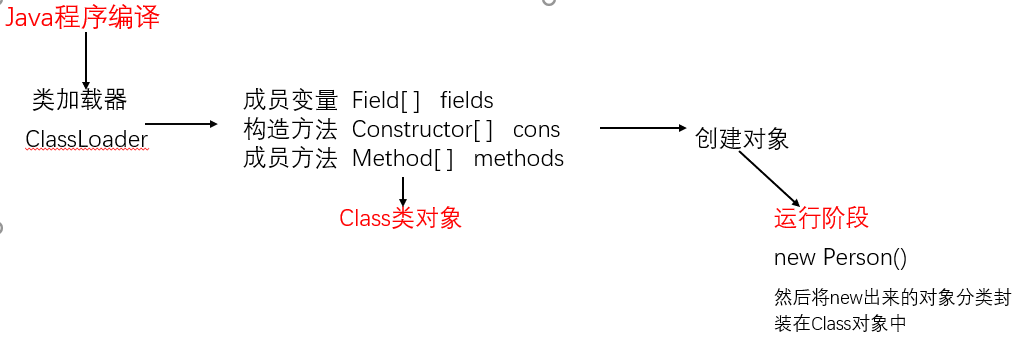 Java程序编译
类加载器
ClassLoader
成员变量 Field[ ] fields
构造方法 Constructor[ ] cons
成员方法 Method[ ] methods
Class类对象
创建对象
运行阶段
new Person()
然后将new出来的对象分类封
装在Class对象中